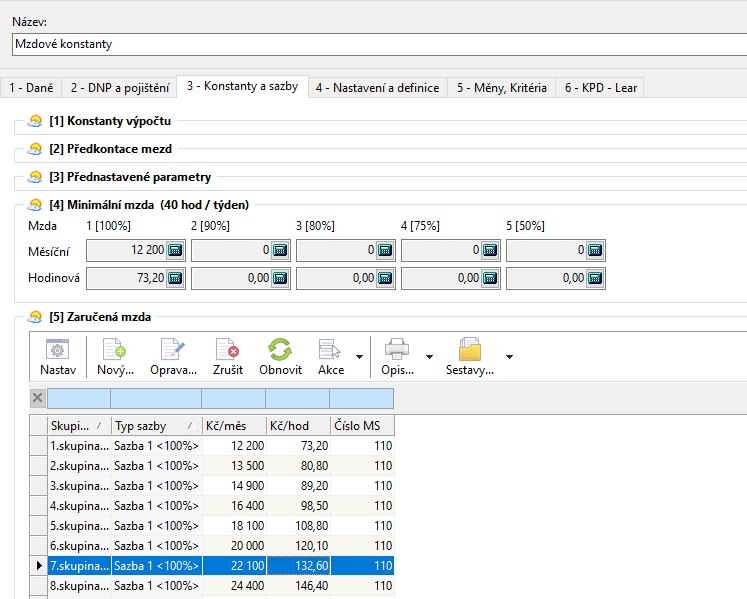 Název:
Mzdové konstanty
1 - Daně 2 - DNP a pojištění 3 - Konstanty a sazby 4 - Nastavení a definice 5 - Měny, Kritéria 6 - KPD - Lear
[1] Konstanty výpočtu
[2] Předkontace mezd
[3] Přednastavené parametry
[4] Minimální mzda (40 hod / týden)
Mzda 1 [100%] 2 [90%] 3 [80%] 4 [75%] 5 [50%]
Měsíční 12 200 0 0 0 0
Hodinová 73,20 0,00 0,00 0,00 0,00
[5] Zaručená mzda
Nastav Nový... Oprava... Zrušit Obnovit Akce Opis... Sestavy...
Skupi... Typ sazby Kč/měs Kč/hod Číslo MS
1.skupina... Sazba 1 <100%> 12 200 73,20 110
2.skupina... Sazba 1 <100%> 13 500 80,80 110
3.skupina... Sazba 1 <100%> 14 900 89,20 110
4.skupina... Sazba 1 <100%> 16 400 98,50 110
5.skupina... Sazba 1 <100%> 18 100 108,80 110
6.skupina... Sazba 1 <100%> 20 000 120,10 110
7.skupina... Sazba 1 <100%> 22 100 132,60 110
8.skupina... Sazba 1 <100%> 24 400 146,40 110